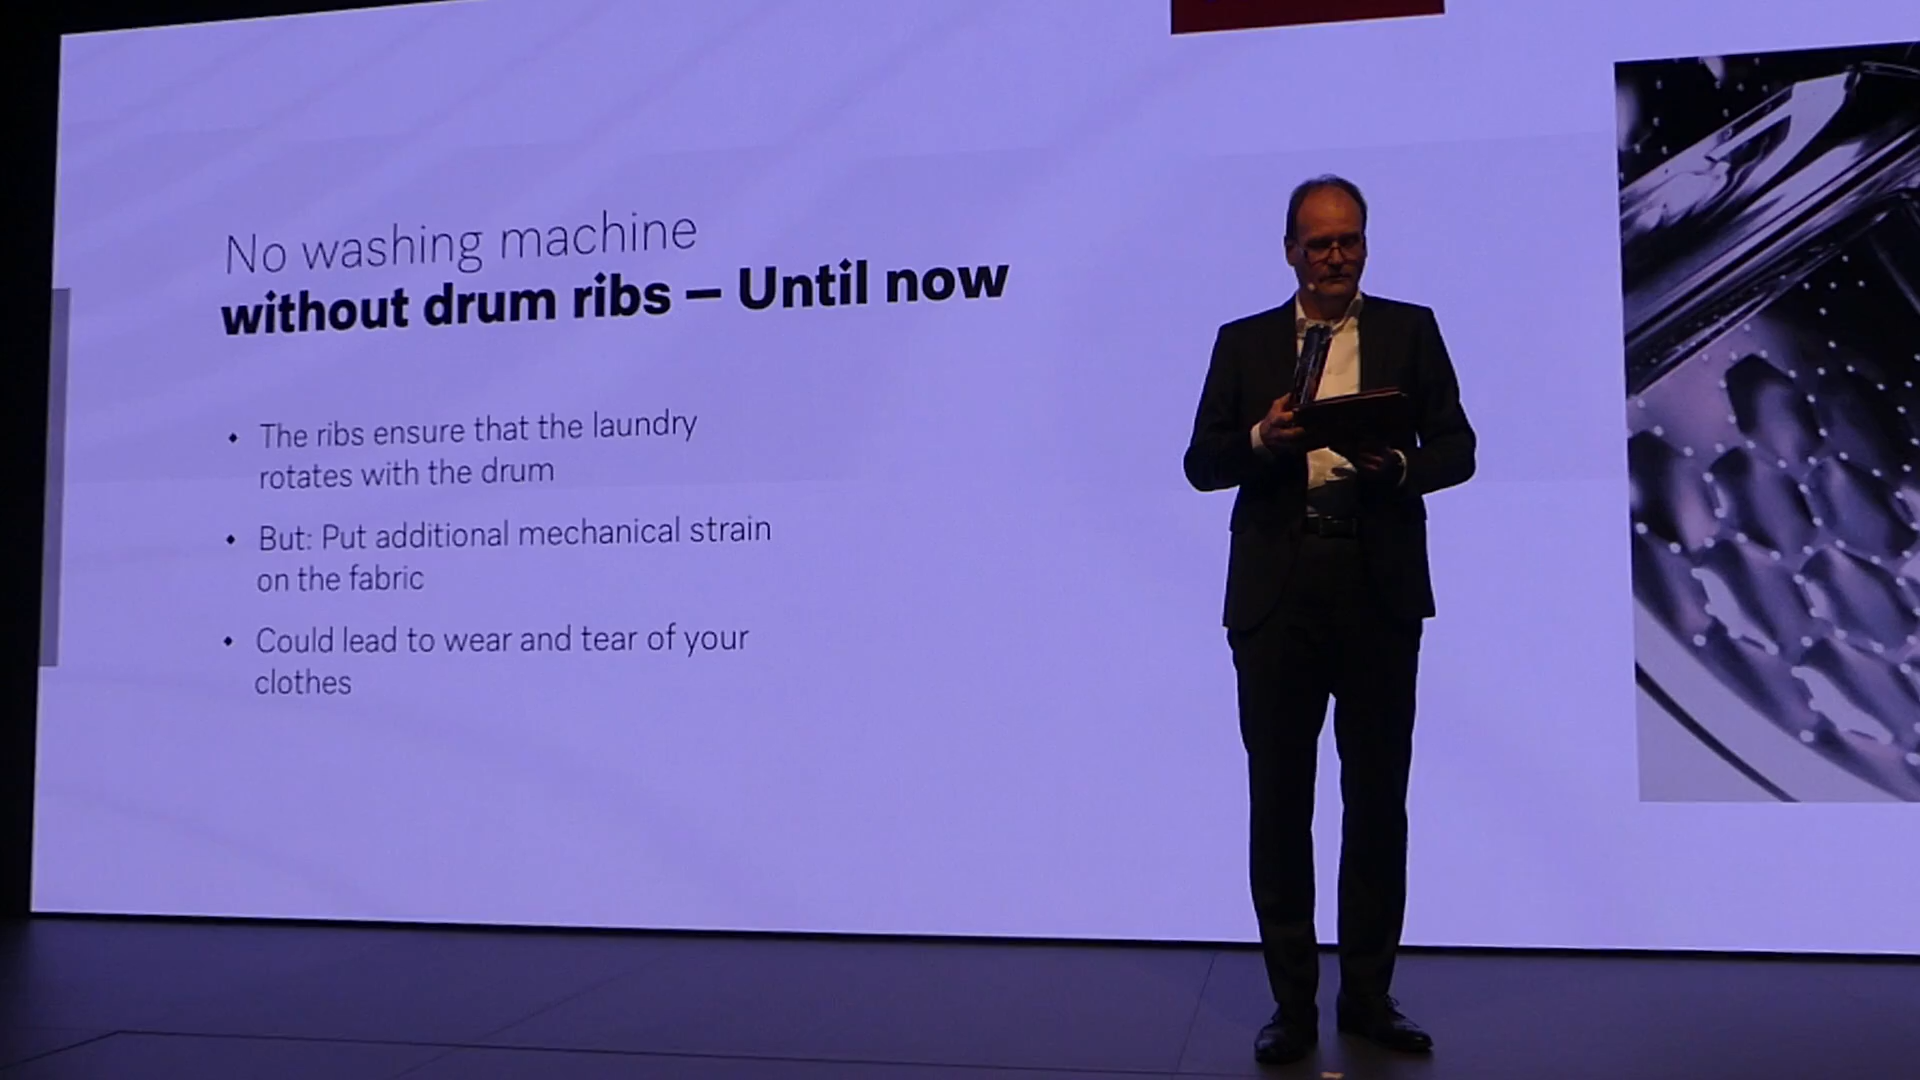 No washing machine
without drum ribs – Until now
• The ribs ensure that the laundry
rotates with the drum
• But: Put additional mechanical strain
on the fabric
• Could lead to wear and tear of your
clothes